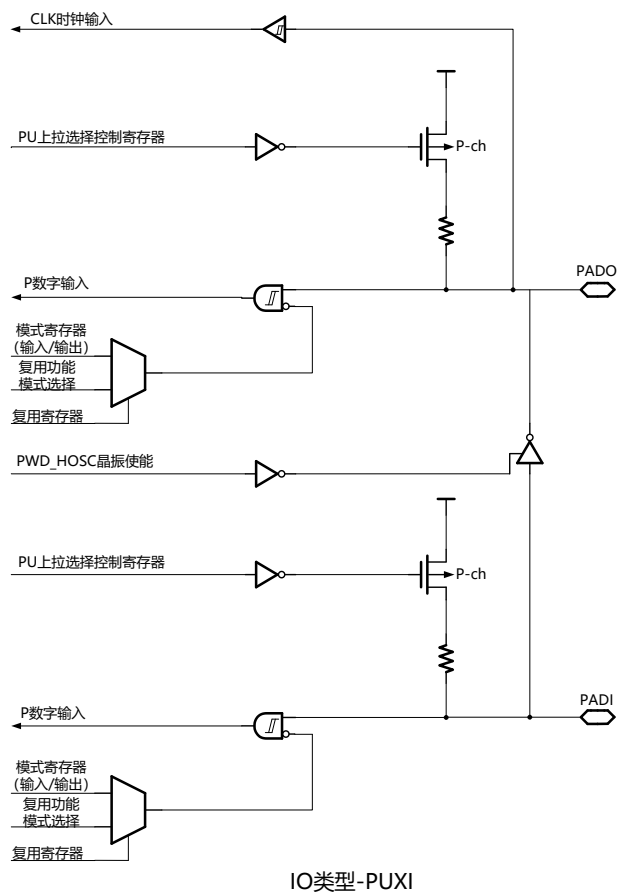 CLK时钟输入
PU上拉选择控制寄存器
P-ch
P数字输入
PADO
模式寄存器
(输入/输出)
复用功能
模式选择
复用寄存器
PWD_HOSC晶振使能
PU上拉选择控制寄存器
P-ch
P数字输入
PADI
模式寄存器
(输入/输出)
复用功能
模式选择
复用寄存器
IO类型-PUXI